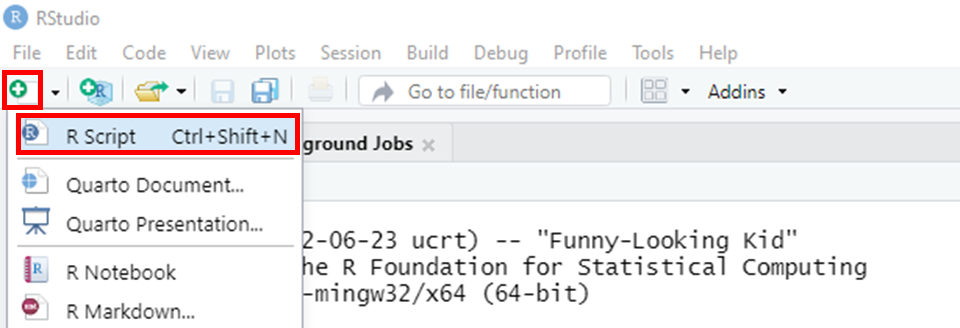 RStudio
File Edit Code View Plots Session Build Debug Profile Tools Help
Go to file/function Addins
R Script Ctrl+Shift+N
ground Jobs
Quarto Document...
Quarto Presentation...
2-06-23 ucrt) -- "Funny-Looking Kid"
he R Foundation for Statistical Computing
R Notebook
-mingw32/x64 (64-bit)
R Markdown...